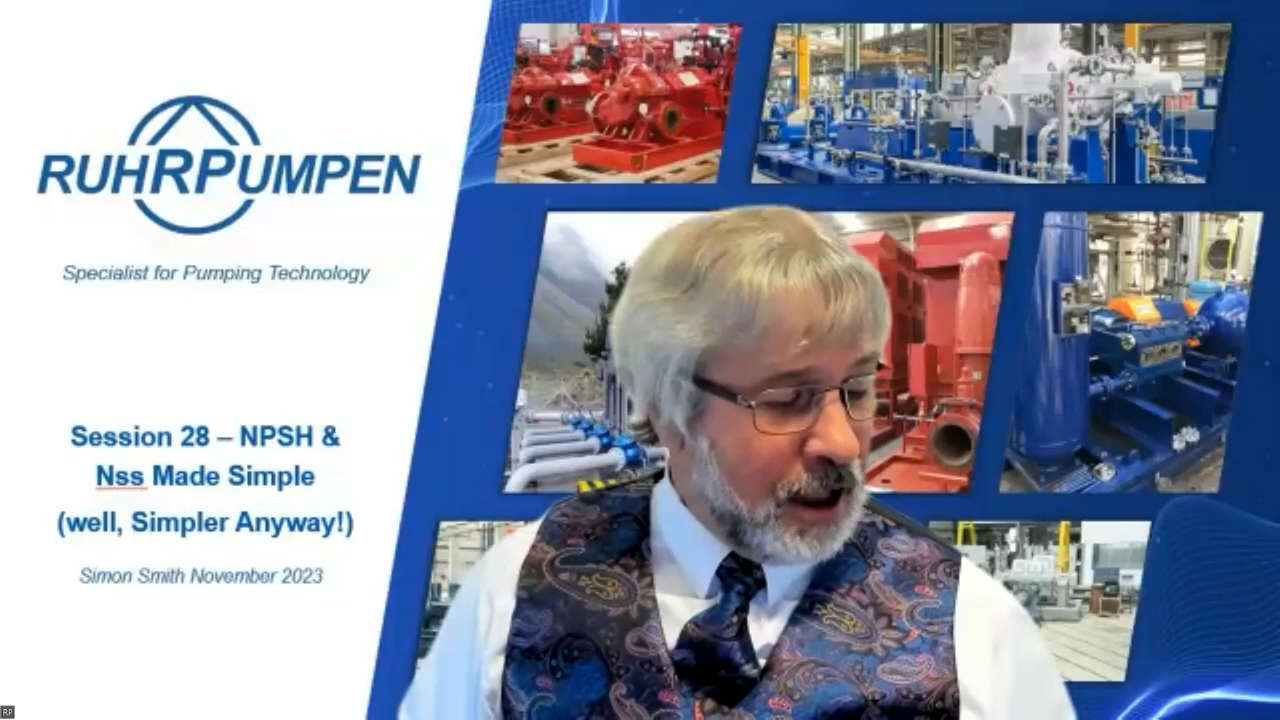 RUHRPUMPEN
Specialist for Pumping Technology
Session 28 – NPSH &
Nss Made Simple
(well, Simpler Anyway!)
Simon Smith November 2023
RP